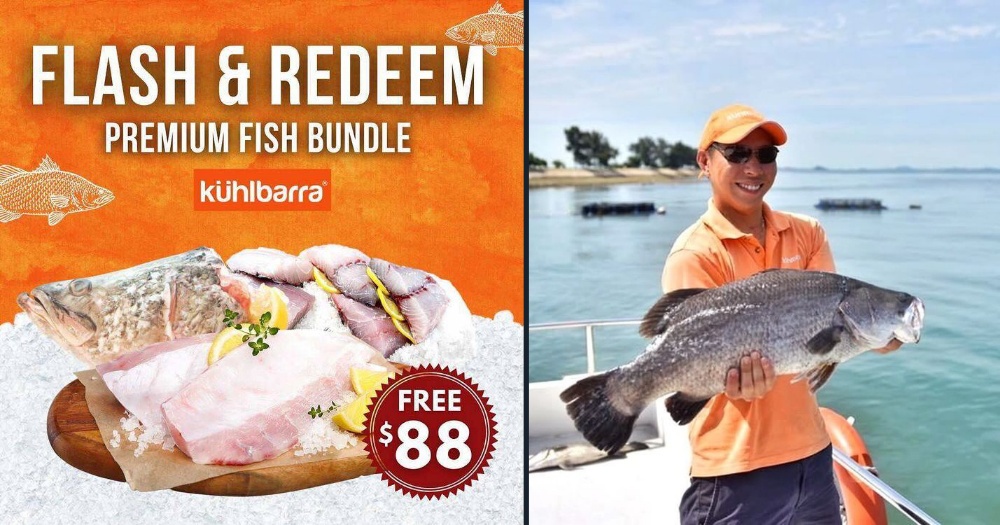 FLASH & REDEEM
PREMIUM FISH BUNDLE
kühlbarra®
FREE
$88